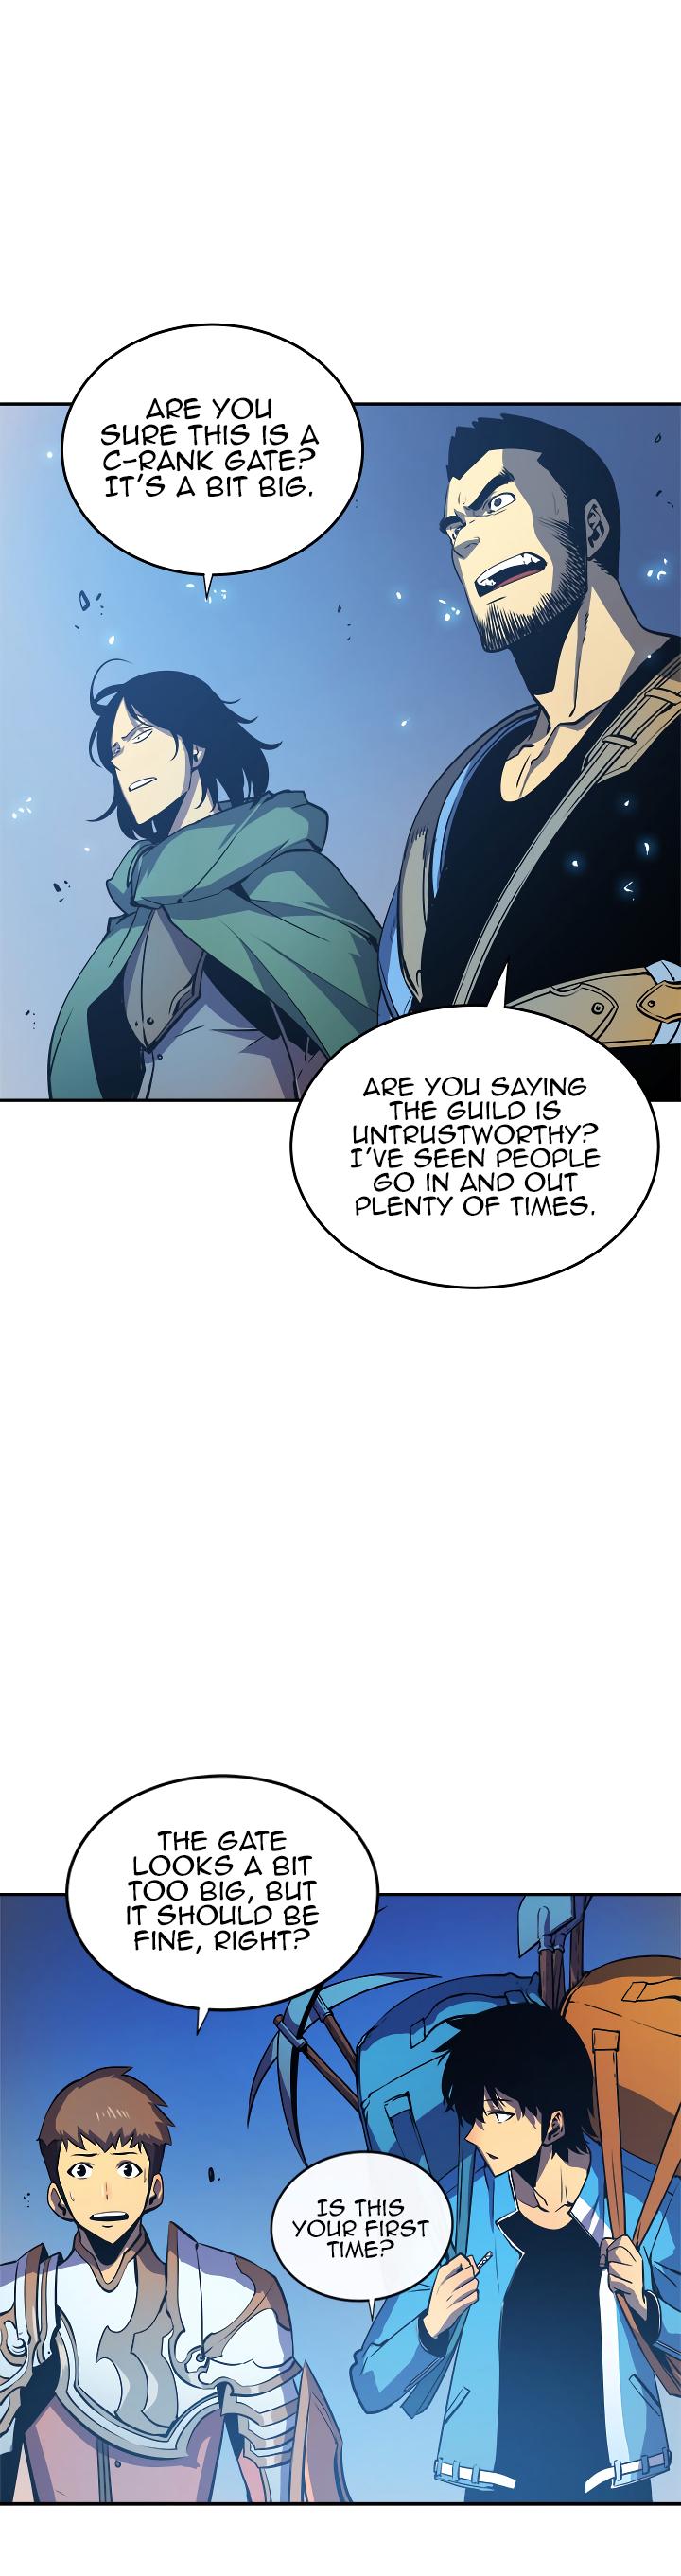 ARE YOU
SURE THIS IS A
C-RANK GATE?
IT'S A BIT BIG.
ARE YOU SAYING
THE GUILD IS
UNTRUSTWORTHY?
I'VE SEEN PEOPLE
GO IN AND OUT
PLENTY OF TIMES.
THE GATE
LOOKS A BIT
TOO BIG, BUT
IT SHOULD BE
FINE, RIGHT?
IS THIS
YOUR FIRST
TIME?